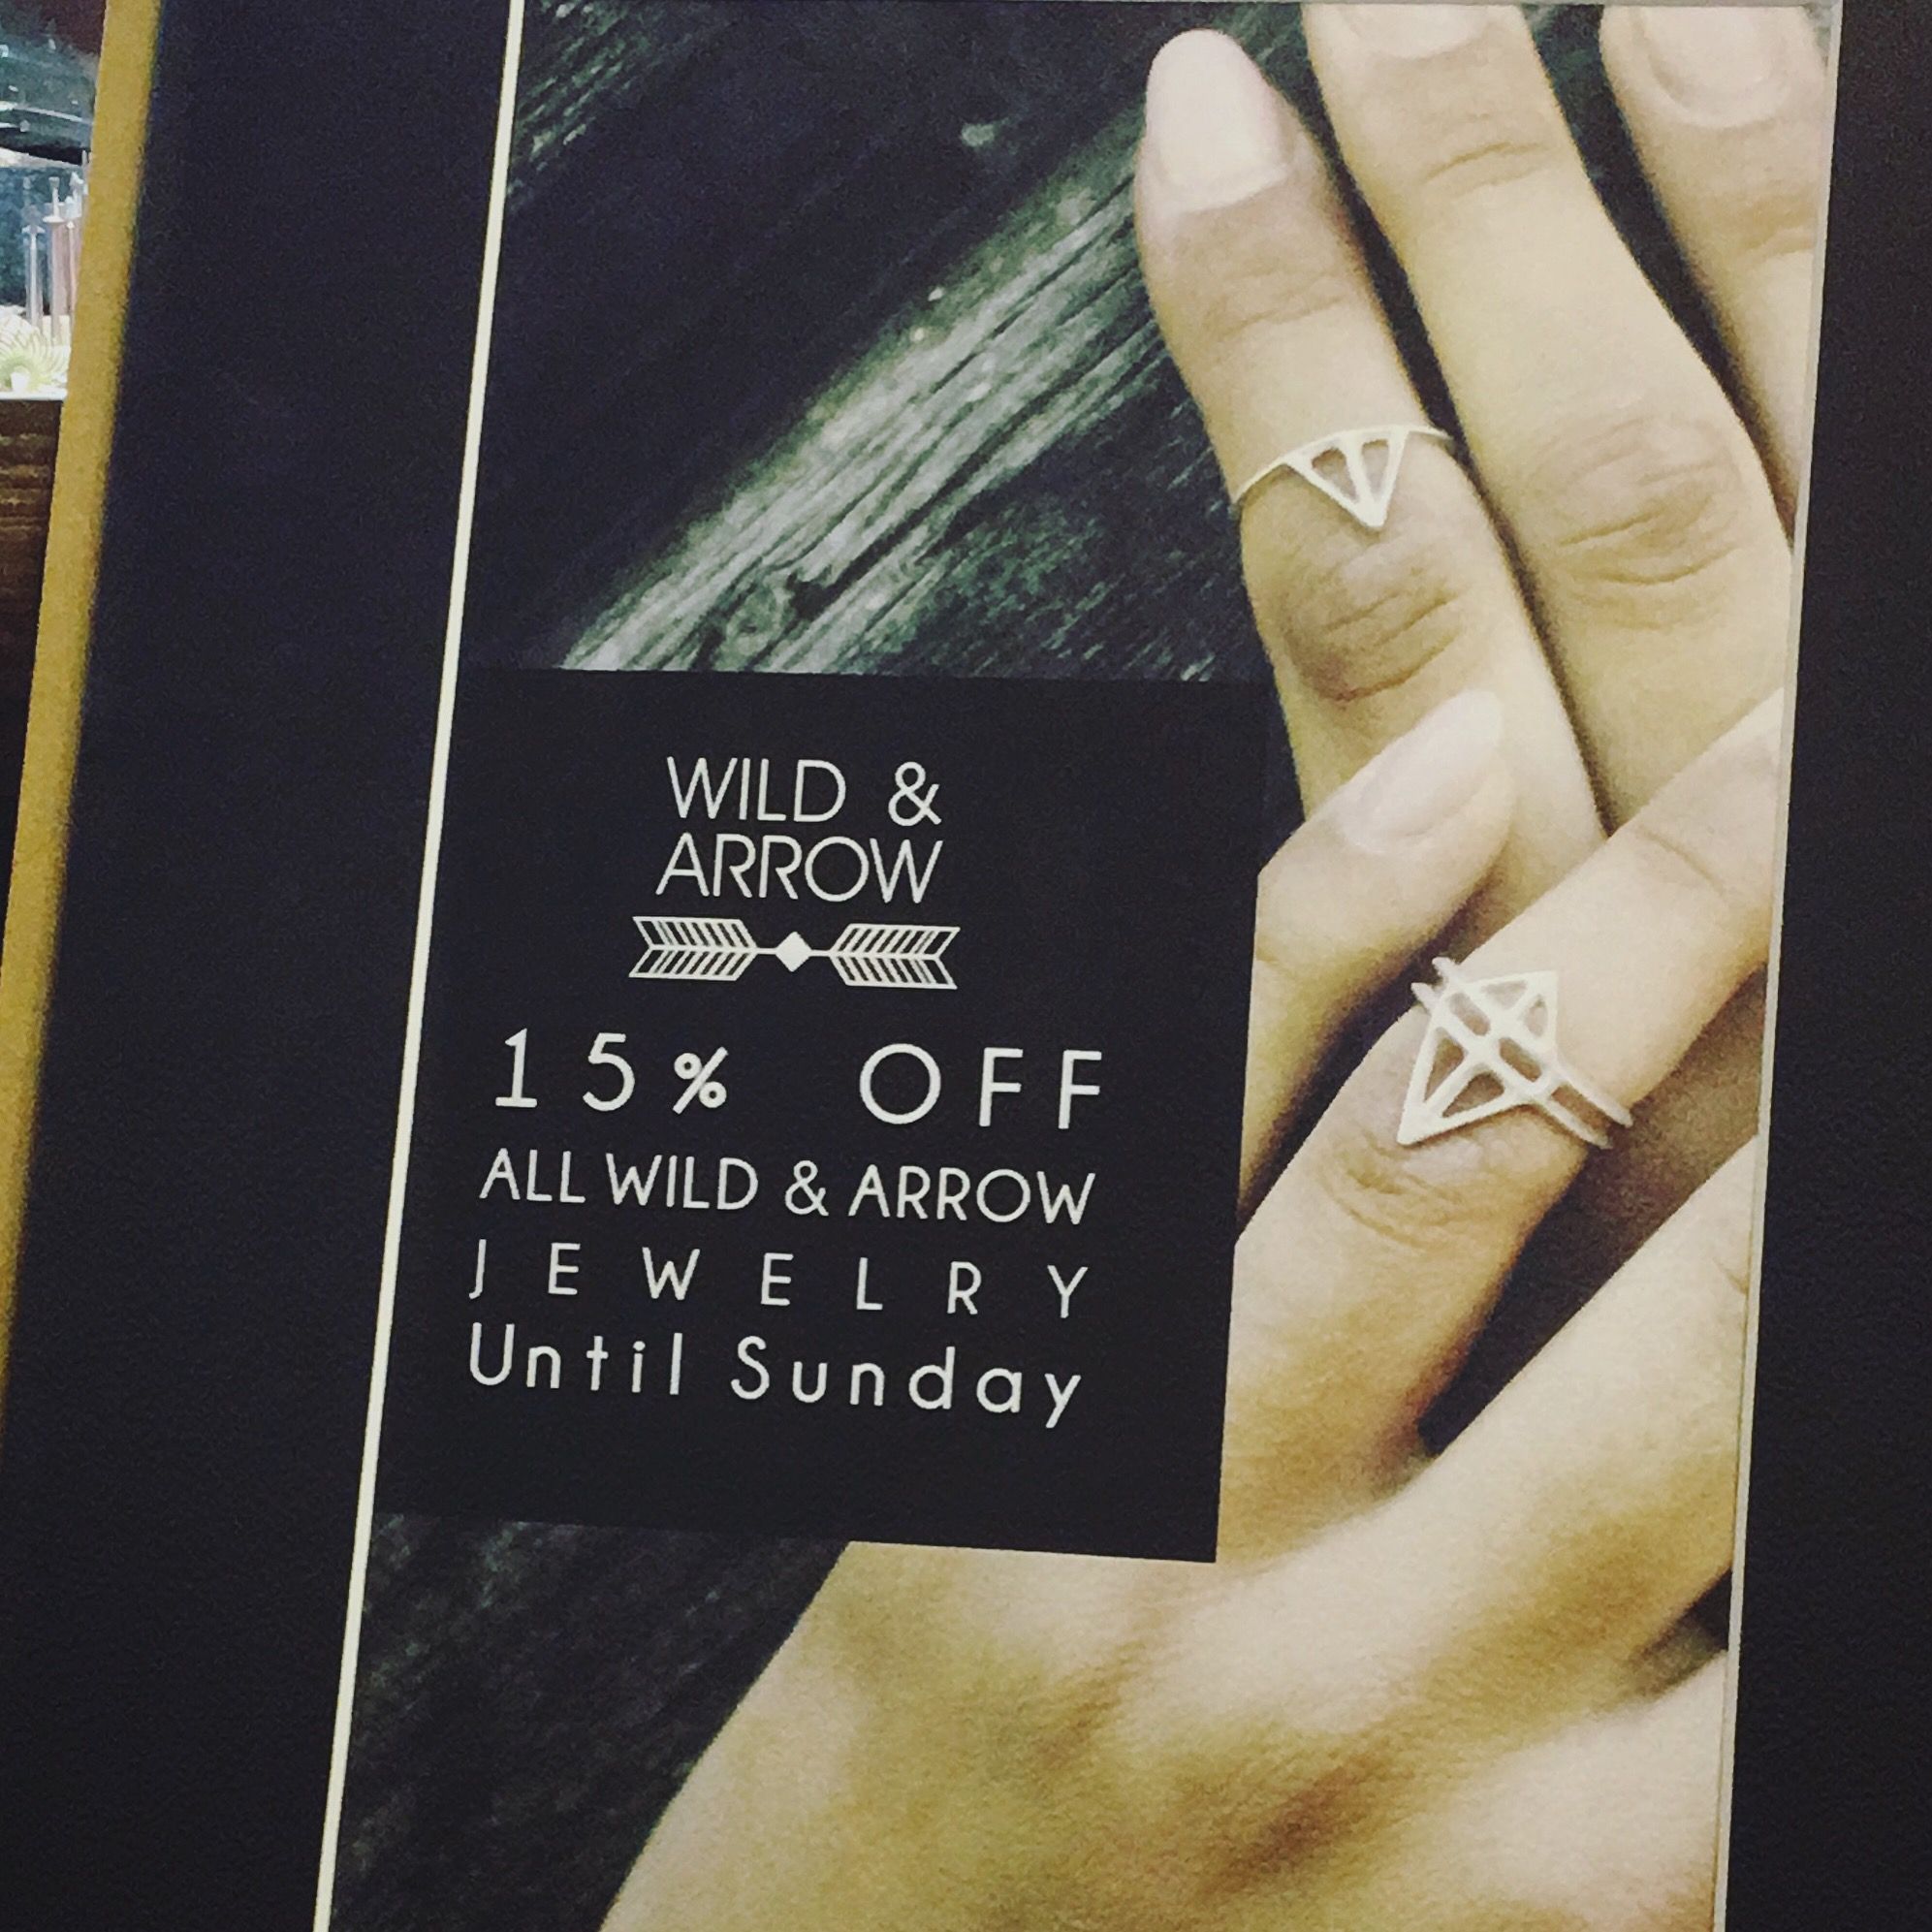 WILD &
ARROW
15% OFF
ALL WILD & ARROW
JEWELRY
Until Sunday